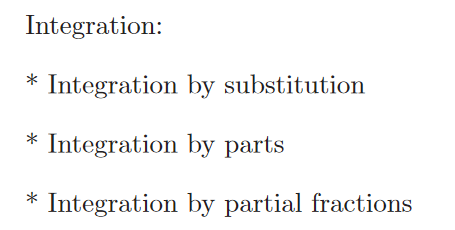 Integration:
* Integration by substitution
* Integration by parts
* Integration by partial fractions